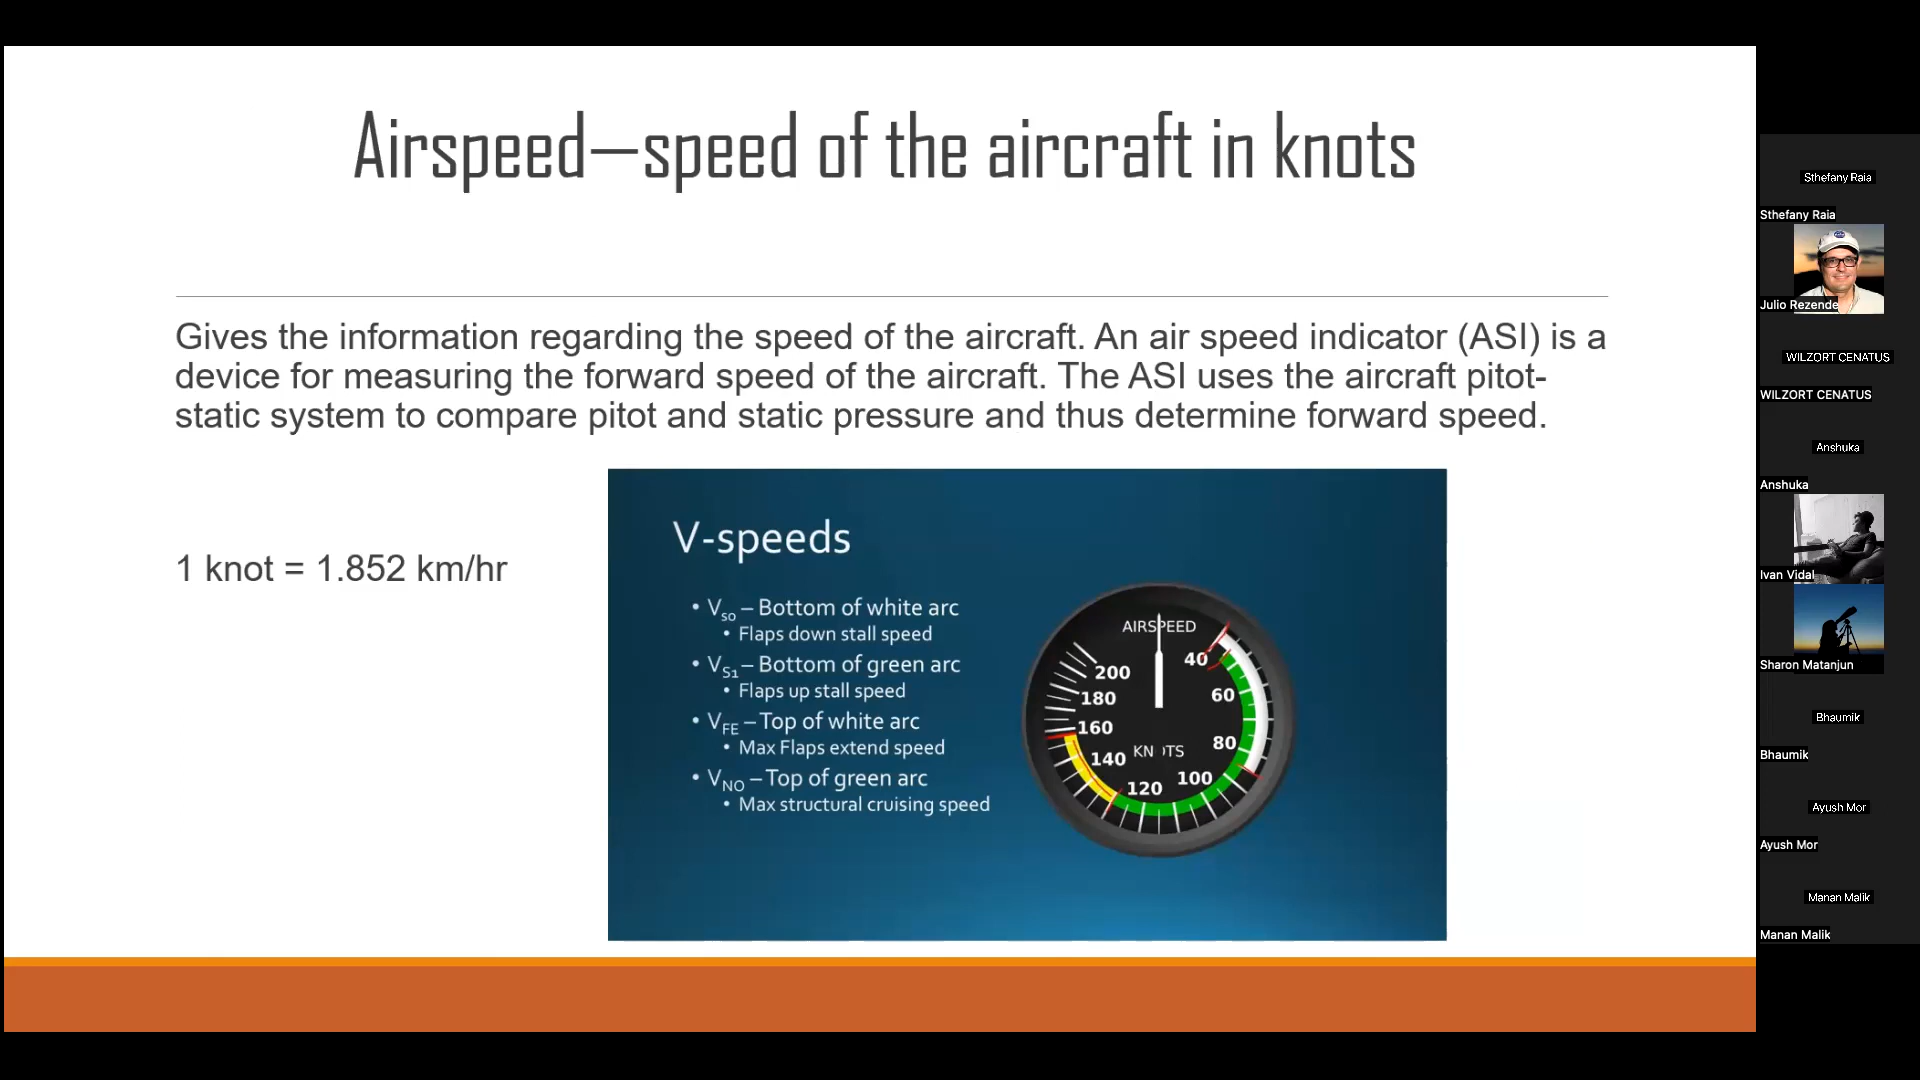 Airspeed—speed of the aircraft in knots
Gives the information regarding the speed of the aircraft. An air speed indicator (ASI) is a
device for measuring the forward speed of the aircraft. The ASI uses the aircraft pitot-
static system to compare pitot and static pressure and thus determine forward speed.
1 knot = 1.852 km/hr
V-speeds
• Vso – Bottom of white arc
• Flaps down stall speed
• VS1 – Bottom of green arc
• Flaps up stall speed
• VFE – Top of white arc
• Max Flaps extend speed
• VNO – Top of green arc
• Max structural cruising speed
AIRSPEED
40
60
80
100
120
140
160
180
200
KNOTS
Sthefany Raia
Sthefany Raia
Julio Rezende
WILZORT CENATUS
WILZORT CENATUS
Anshuka
Anshuka
Ivan Vidal
Sharon Matanjun
Bhaumik
Bhaumik
Ayush Mor
Ayush Mor
Manan Malik
Manan Malik